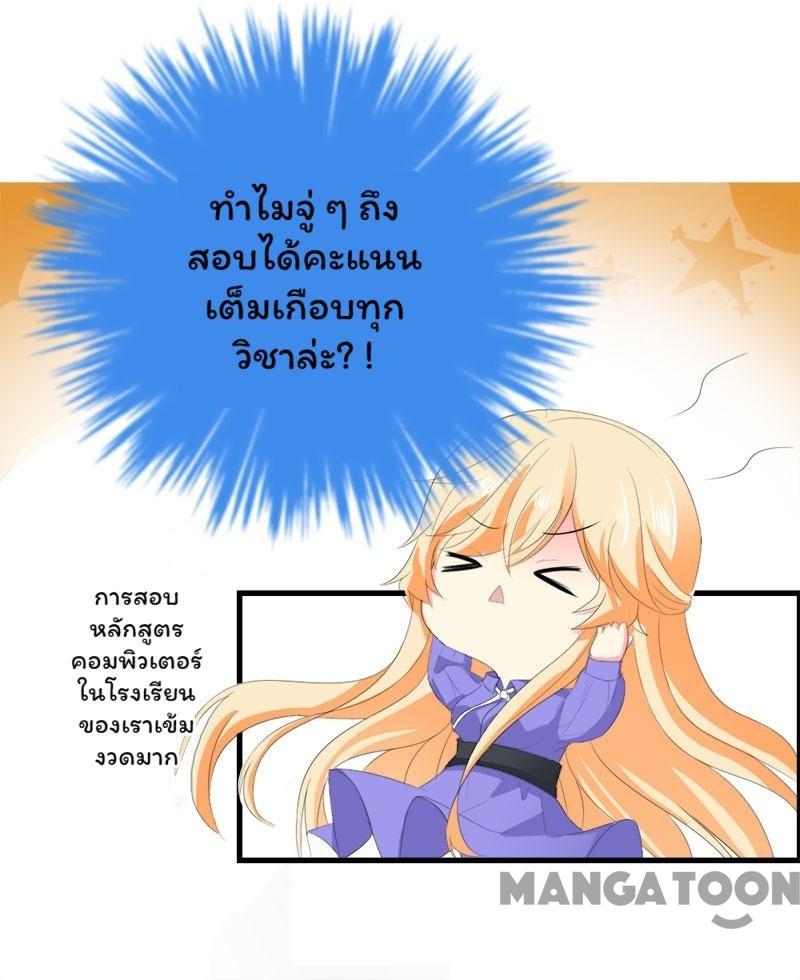 ทำไมจู่ ๆ ถึง
สอบได้คะแนน
เต็มเกือบทุก
วิชาล่ะ? !
การสอบ
หลักสูตร
คอมพิวเตอร์
ในโรงเรียน
ของเราเข้ม
งวดมาก
MANGATOON